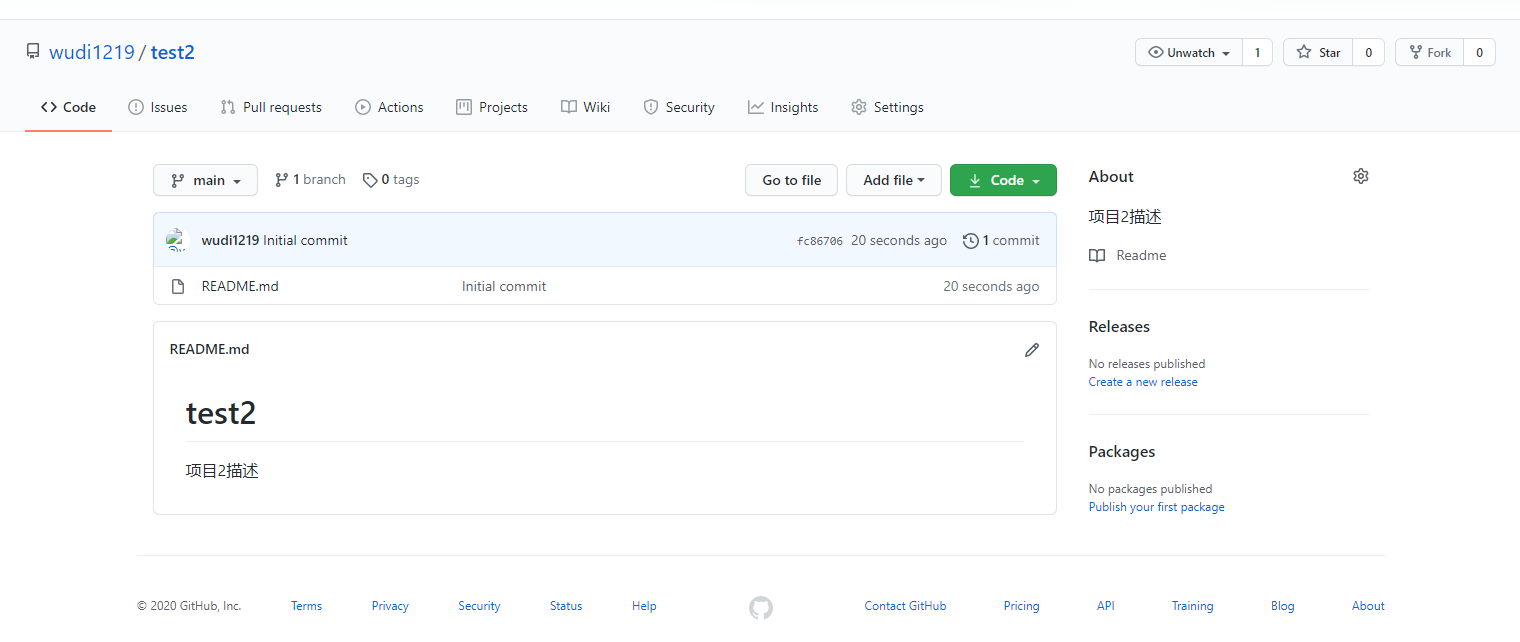 wudi1219 / test2
Unwatch 1 Star 0 Fork 0
Code Issues Pull requests Actions Projects Wiki Security Insights Settings
main 1 branch 0 tags Go to file Add file Code
wudi1219 Initial commit fc86706 20 seconds ago 1 commit
README.md Initial commit 20 seconds ago
README.md
test2
项目2描述
About
项目2描述
Readme
Releases
No releases published
Create a new release
Packages
No packages published
Publish your first package
© 2020 GitHub, Inc. Terms Privacy Security Status Help Contact GitHub Pricing API Training Blog About